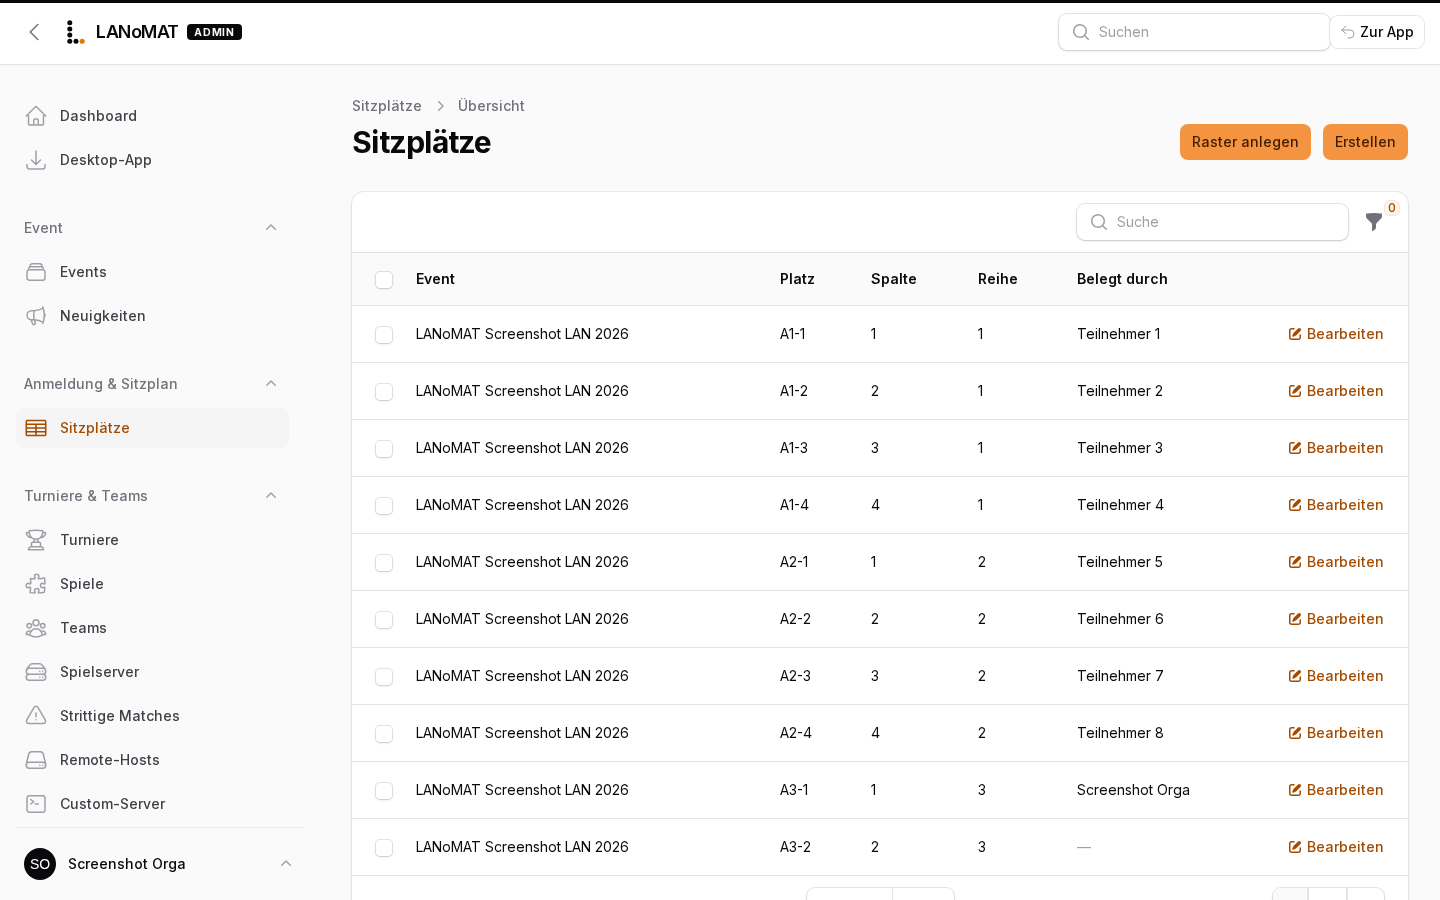 LANoMAT ADMIN
Suchen
Zur App
Dashboard
Desktop-App
Event
Events
Neuigkeiten
Anmeldung & Sitzplan
Sitzplätze
Turniere & Teams
Turniere
Spiele
Teams
Spielserver
Strittige Matches
Remote-Hosts
Custom-Server
SO Screenshot Orga
Sitzplätze Übersicht
Sitzplätze
Raster anlegen
Erstellen
Suche
0
Event Platz Spalte Reihe Belegt durch
LANoMAT Screenshot LAN 2026 A1-1 1 1 Teilnehmer 1 Bearbeiten
LANoMAT Screenshot LAN 2026 A1-2 2 1 Teilnehmer 2 Bearbeiten
LANoMAT Screenshot LAN 2026 A1-3 3 1 Teilnehmer 3 Bearbeiten
LANoMAT Screenshot LAN 2026 A1-4 4 1 Teilnehmer 4 Bearbeiten
LANoMAT Screenshot LAN 2026 A2-1 1 2 Teilnehmer 5 Bearbeiten
LANoMAT Screenshot LAN 2026 A2-2 2 2 Teilnehmer 6 Bearbeiten
LANoMAT Screenshot LAN 2026 A2-3 3 2 Teilnehmer 7 Bearbeiten
LANoMAT Screenshot LAN 2026 A2-4 4 2 Teilnehmer 8 Bearbeiten
LANoMAT Screenshot LAN 2026 A3-1 1 3 Screenshot Orga Bearbeiten
LANoMAT Screenshot LAN 2026 A3-2 2 3 — Bearbeiten